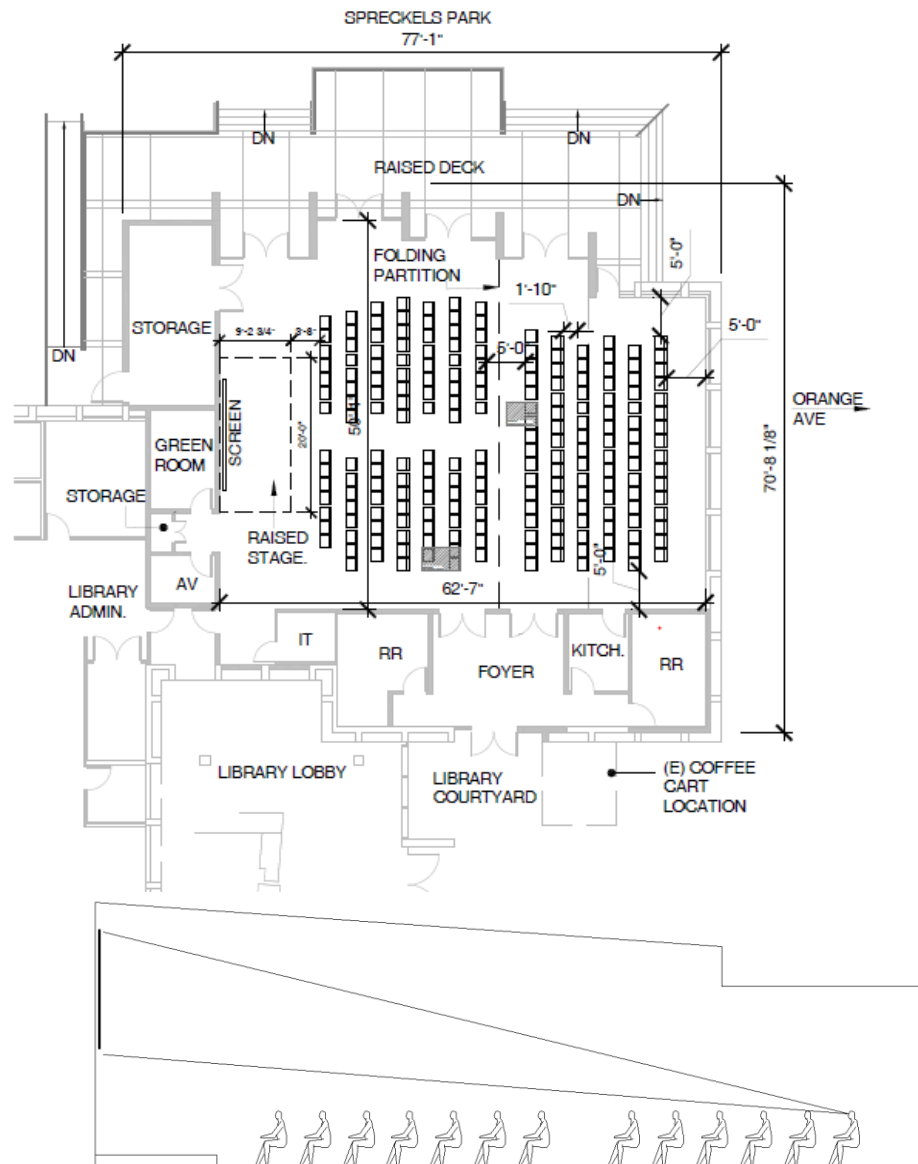 SPRECKELS PARK
77'-1"
DN
DN
RAISED DECK
DN
FOLDING
PARTITION
5'-0"
1'-10"
STORAGE
9'-2 3/4"
3'-8"
5'-0"
5'-0"
DN
ORANGE
AVE
SCREEN
20'-0"
GREEN
ROOM
70'-8 1/8"
STORAGE
RAISED
STAGE.
5'-0"
AV
62'-7"
LIBRARY
ADMIN.
IT
RR
FOYER
KITCH.
RR
LIBRARY LOBBY
LIBRARY
COURTYARD
(E) COFFEE
CART
LOCATION